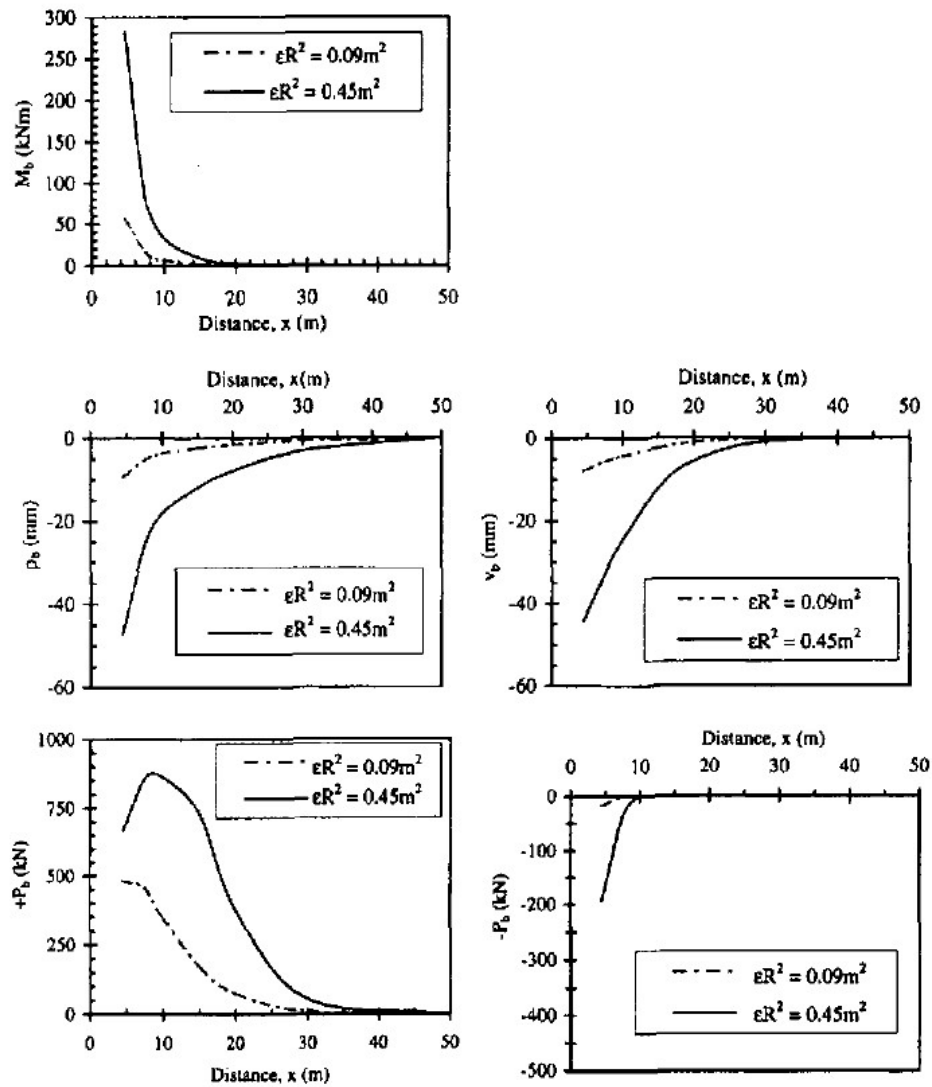 300
250
200
150
100
50
0
M_b (kNm)
εR² = 0.09m²
εR² = 0.45m²
0 10 20 30 40 50
Distance, x (m)
Distance, x(m)
0 10 20 30 40 50
0
-20
-40
-60
ρ_b (mm)
εR² = 0.09m²
εR² = 0.45m²
Distance, x (m)
0 10 20 30 40 50
0
-20
-40
-60
v_b (mm)
εR² = 0.09m²
εR² = 0.45m²
1000
750
500
250
0
+P_b (kN)
εR² = 0.09m²
εR² = 0.45m²
0 10 20 30 40 50
Distance, x (m)
Distance, x (m)
0 10 20 30 40 50
0
-100
-200
-300
-400
-500
-P_b (kN)
εR² = 0.09m²
εR² = 0.45m²